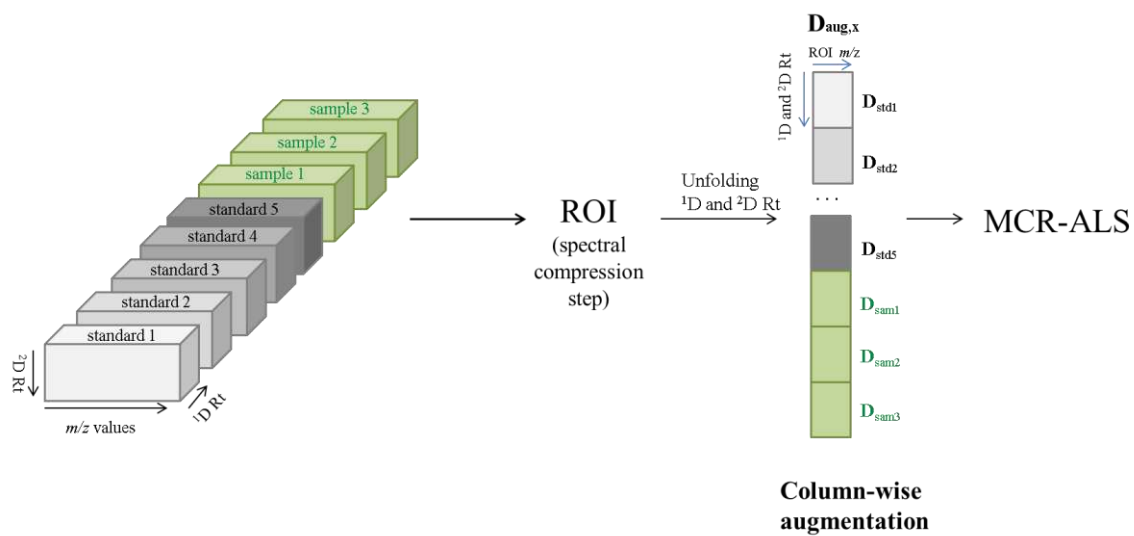 sample 3
sample 2
sample 1
standard 5
standard 4
standard 3
standard 2
standard 1
²D Rt
m/z values
¹D Rt
ROI
(spectral
compression
step)
Unfolding
¹D and ²D Rt
Daug,x
ROI m/z
¹D and ²D Rt
Dstd1
Dstd2
...
Dstd5
Dsam1
Dsam2
Dsam3
Column-wise
augmentation
MCR-ALS